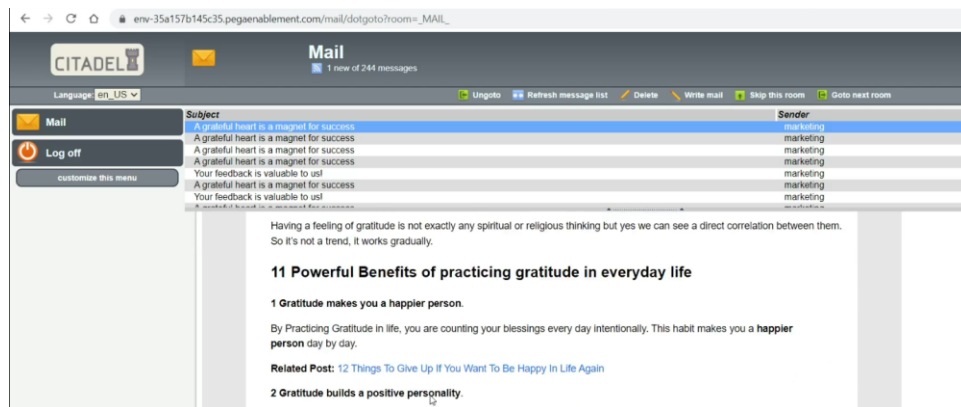 env-35a157b145c35.pegaenablement.com/mail/dotgoto?room=_MAIL_
CITADEL
Mail
1 new of 244 messages
Language: en_US
Ungoto Refresh message list Delete Write mail Skip this room Goto next room
Mail
Log off
customize this menu
Subject Sender
A grateful heart is a magnet for success marketing
A grateful heart is a magnet for success marketing
A grateful heart is a magnet for success marketing
A grateful heart is a magnet for success marketing
Your feedback is valuable to us! marketing
A grateful heart is a magnet for success marketing
Your feedback is valuable to us! marketing
A grateful heart is a magnet for success marketing
Having a feeling of gratitude is not exactly any spiritual or religious thinking but yes we can see a direct correlation between them.
So it's not a trend, it works gradually.
11 Powerful Benefits of practicing gratitude in everyday life
1 Gratitude makes you a happier person.
By Practicing Gratitude in life, you are counting your blessings every day intentionally. This habit makes you a happier
person day by day.
Related Post: 12 Things To Give Up If You Want To Be Happy In Life Again
2 Gratitude builds a positive personality.